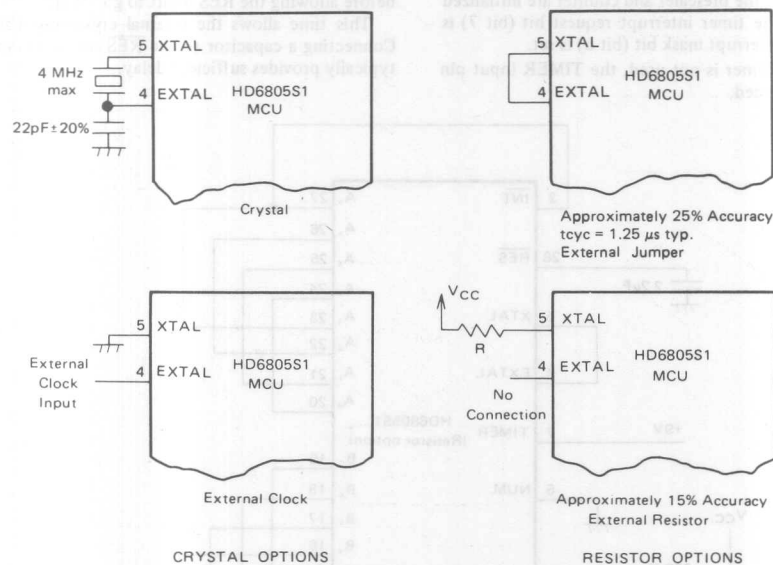 5 XTAL
4 MHz
max
4 EXTAL
HD6805S1
MCU
22pF±20%
Crystal
5 XTAL
4 EXTAL
HD6805S1
MCU
Approximately 25% Accuracy
tcyc = 1.25 μs typ.
External Jumper
5 XTAL
External
Clock
Input
4 EXTAL
HD6805S1
MCU
External Clock
VCC
R
5 XTAL
4 EXTAL
HD6805S1
MCU
No
Connection
Approximately 15% Accuracy
External Resistor
CRYSTAL OPTIONS
RESISTOR OPTIONS